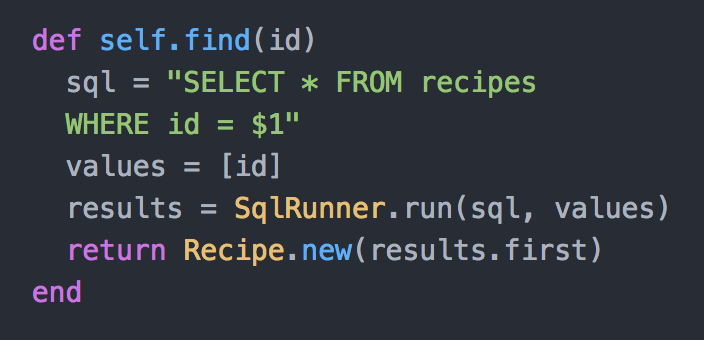 def self.find(id)
  sql = "SELECT * FROM recipes
  WHERE id = $1"
  values = [id]
  results = SqlRunner.run(sql, values)
  return Recipe.new(results.first)
end